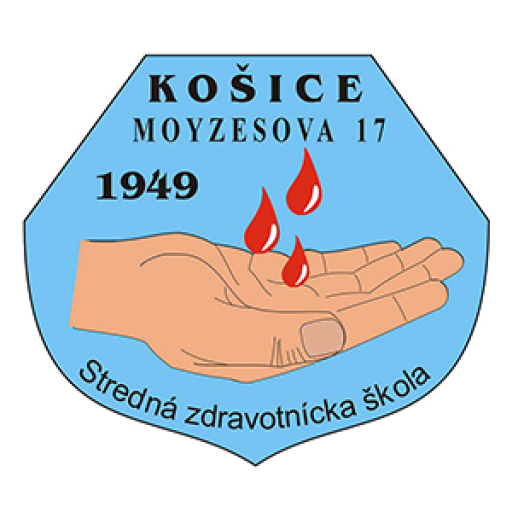 KOŠICE
MOYZESOVA 17
1949
Stredná zdravotnícka škola